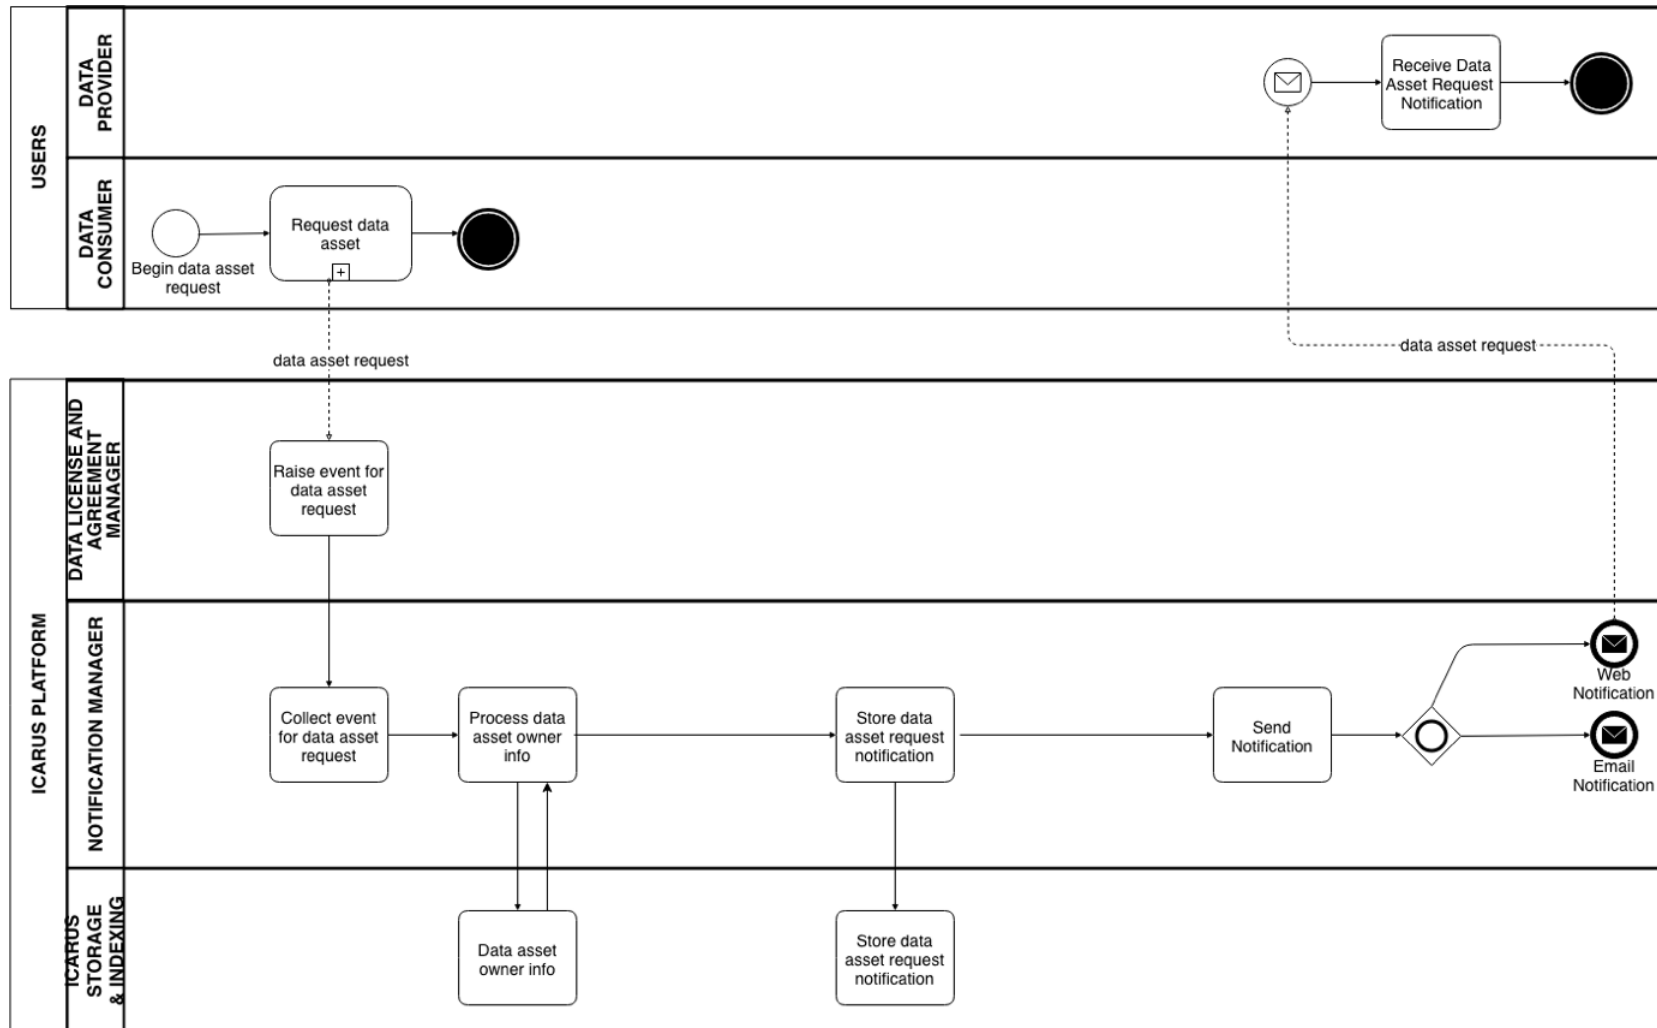 USERS
DATA
PROVIDER
Receive Data
Asset Request
Notification
DATA
CONSUMER
Begin data asset
request
Request data
asset
data asset request
data asset request
ICARUS PLATFORM
DATA LICENSE AND
AGREEMENT
MANAGER
Raise event for
data asset
request
NOTIFICATION MANAGER
Collect event
for data asset
request
Process data
asset owner
info
Store data
asset request
notification
Send
Notification
Web
Notification
Email
Notification
ICARUS
STORAGE
& INDEXING
Data asset
owner info
Store data
asset request
notification